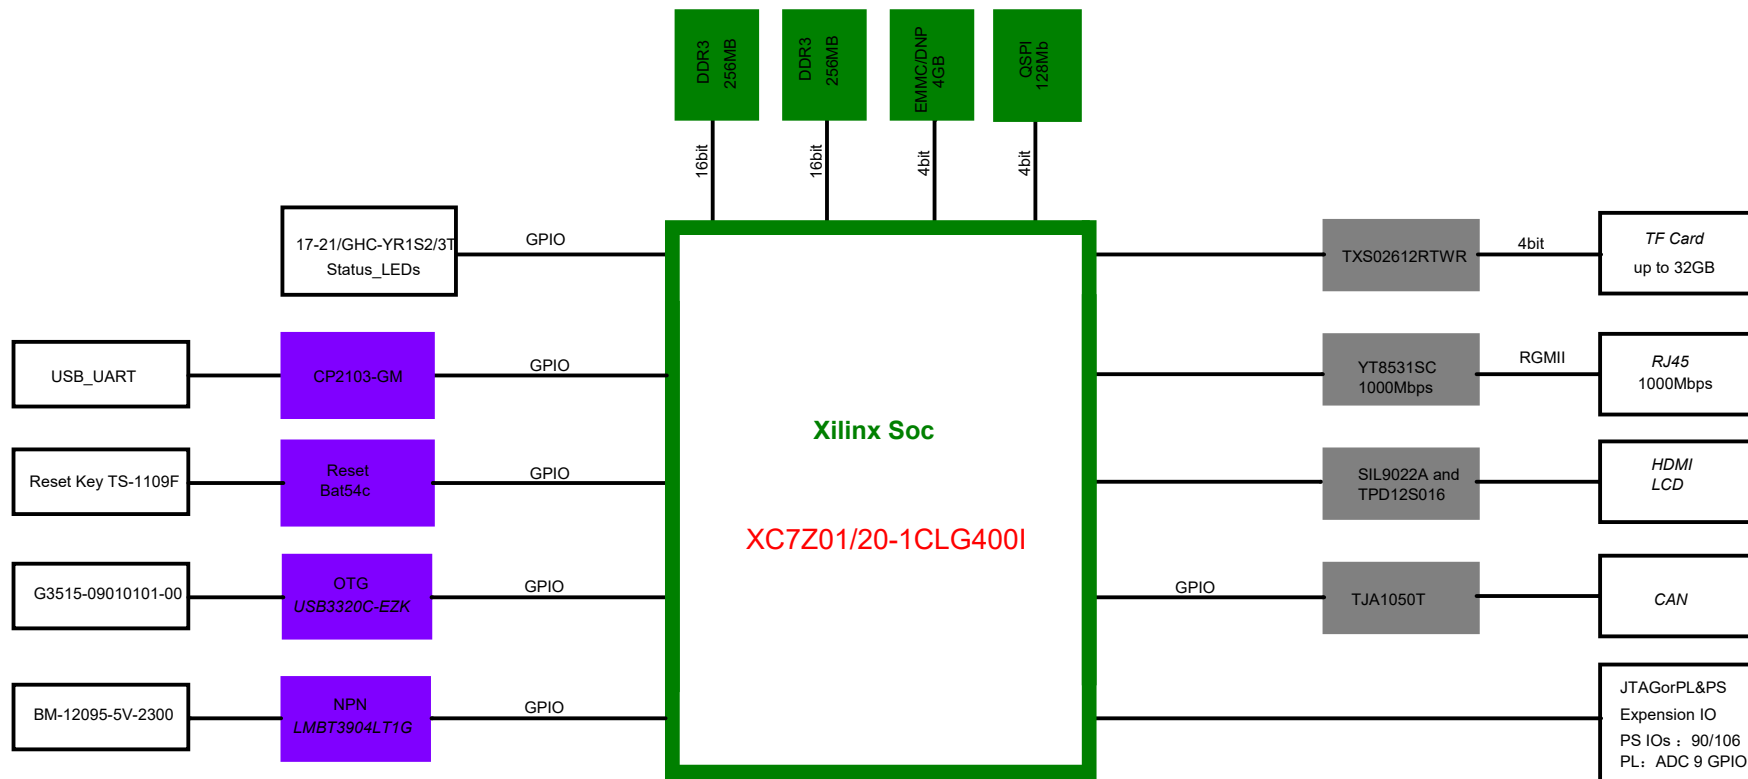 DDR3
256MB
DDR3
256MB
EMMC/DNP
4GB
QSPI
128Mb
16bit
16bit
4bit
4bit
17-21/GHC-YR1S2/3T
Status_LEDs
GPIO
TXS02612RTWR
4bit
TF Card
up to 32GB
USB_UART
CP2103-GM
GPIO
YT8531SC
1000Mbps
RGMII
RJ45
1000Mbps
Xilinx Soc
Reset Key TS-1109F
Reset
Bat54c
GPIO
SIL9022A and
TPD12S016
HDMI
LCD
XC7Z01/20-1CLG400I
G3515-09010101-00
OTG
USB3320C-EZK
GPIO
GPIO
TJA1050T
CAN
BM-12095-5V-2300
NPN
LMBT3904LT1G
GPIO
JTAGorPL&PS
Expension IO
PS IOs：90/106
PL：ADC 9 GPIO